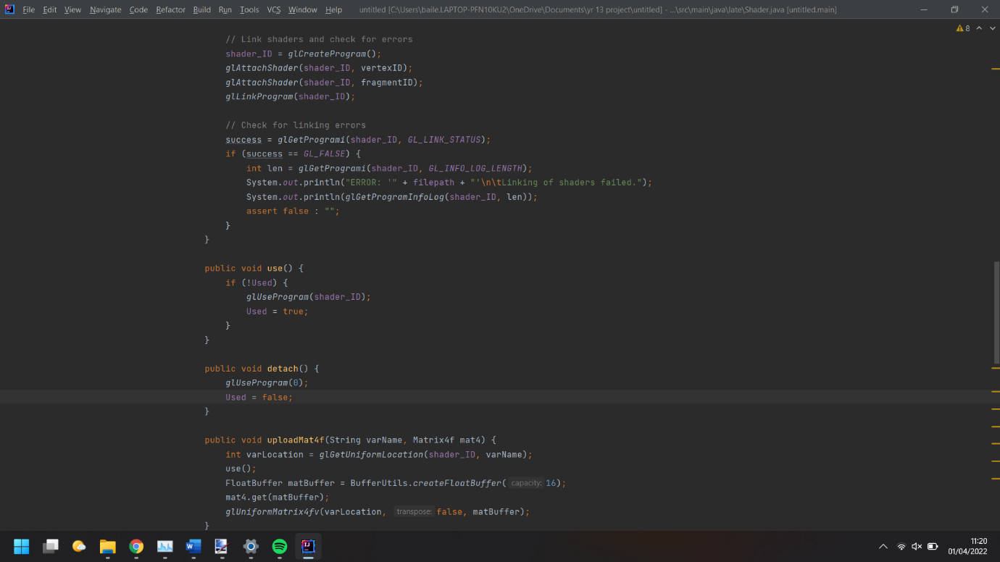 File Edit View Navigate Code Refactor Build Run Tools VCS Window Help untitled [C:\Users\baile.LAPTOP-PFN10KU2\OneDrive\Documents\yr 13 project\untitled] - ...\src\main\java\late\Shader.java [untitled.main]
8
// Link shaders and check for errors
shader_ID = glCreateProgram();
glAttachShader(shader_ID, vertexID);
glAttachShader(shader_ID, fragmentID);
glLinkProgram(shader_ID);
// Check for linking errors
success = glGetProgrami(shader_ID, GL_LINK_STATUS);
if (success == GL_FALSE) {
int len = glGetProgrami(shader_ID, GL_INFO_LOG_LENGTH);
System.out.println("ERROR: '" + filepath + "'\n\tLinking of shaders failed.");
System.out.println(glGetProgramInfoLog(shader_ID, len));
assert false : "";
}
}
public void use() {
if (!Used) {
glUseProgram(shader_ID);
Used = true;
}
}
public void detach() {
glUseProgram(0);
Used = false;
}
public void uploadMat4f(String varName, Matrix4f mat4) {
int varLocation = glGetUniformLocation(shader_ID, varName);
use();
FloatBuffer matBuffer = BufferUtils.createFloatBuffer( capacity: 16);
mat4.get(matBuffer);
glUniformMatrix4fv(varLocation, transpose: false, matBuffer);
}
11:20
01/04/2022